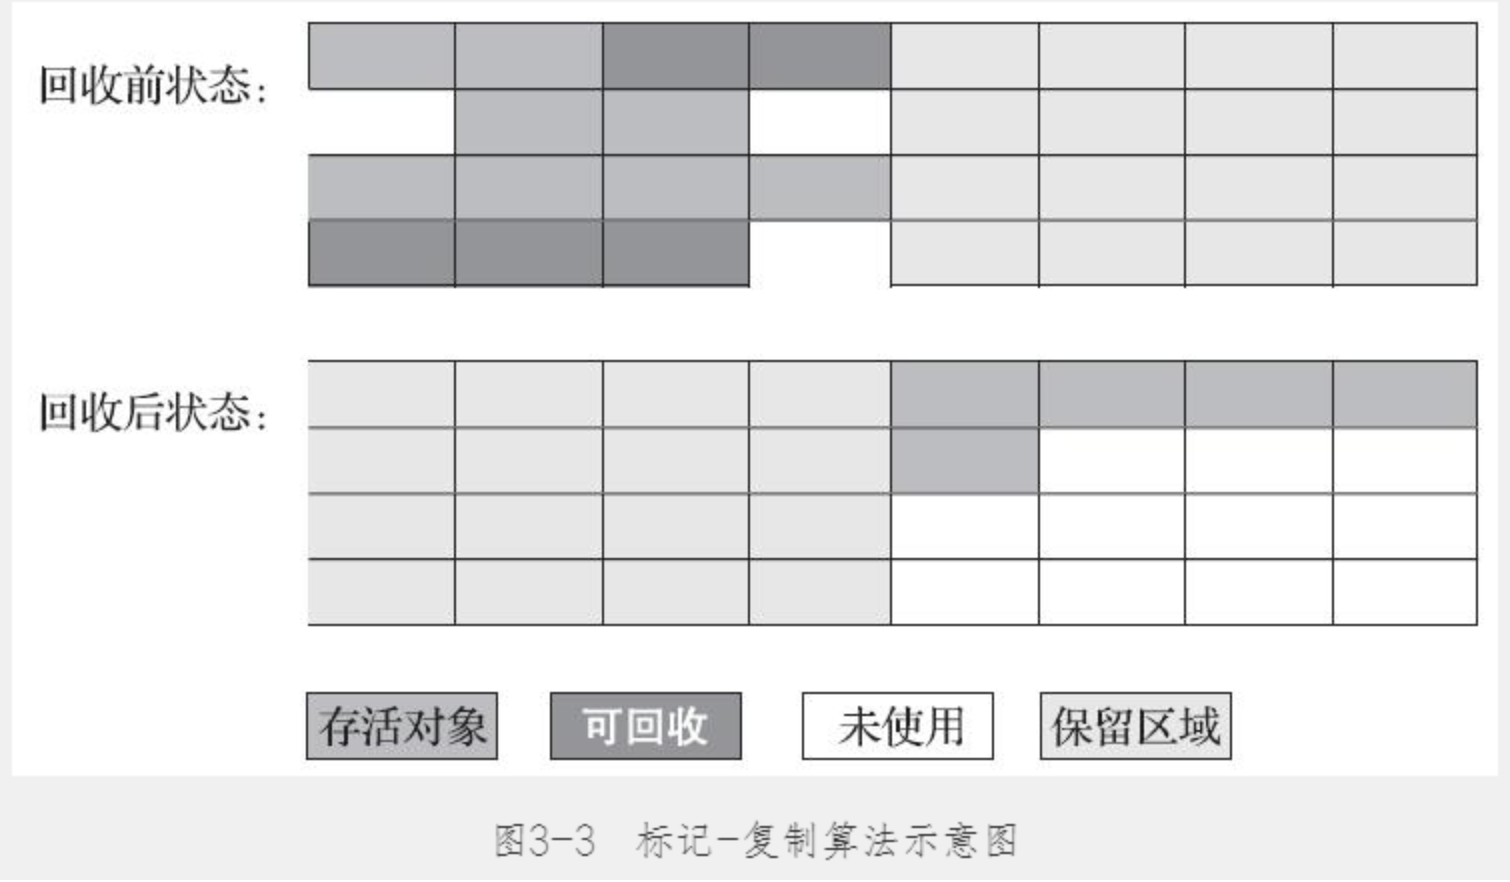 回收前状态：
回收后状态：
存活对象
可回收
未使用
保留区域
图3-3 标记-复制算法示意图